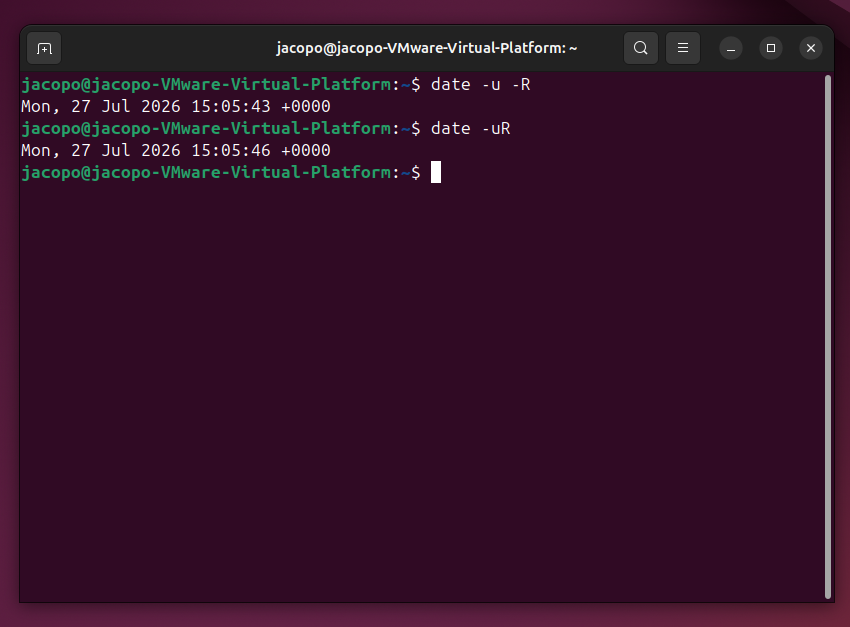 jacopo@jacopo-VMware-Virtual-Platform: ~
jacopo@jacopo-VMware-Virtual-Platform:~$ date -u -R
Mon, 27 Jul 2026 15:05:43 +0000
jacopo@jacopo-VMware-Virtual-Platform:~$ date -uR
Mon, 27 Jul 2026 15:05:46 +0000
jacopo@jacopo-VMware-Virtual-Platform:~$